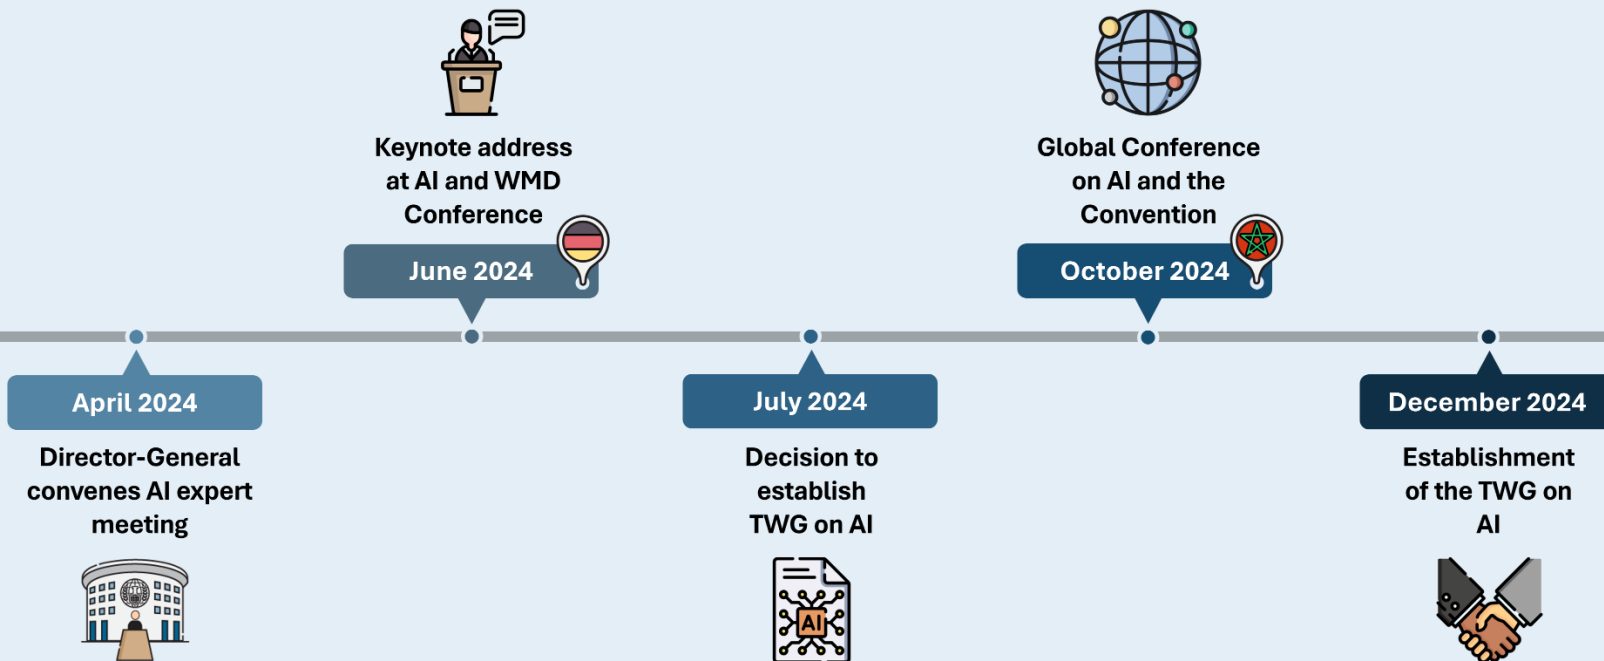 Keynote address
at AI and WMD
Conference
June 2024
Global Conference
on AI and the
Convention
October 2024
April 2024
Director-General
convenes AI expert
meeting
July 2024
Decision to
establish
TWG on AI
AI
December 2024
Establishment
of the TWG on
AI